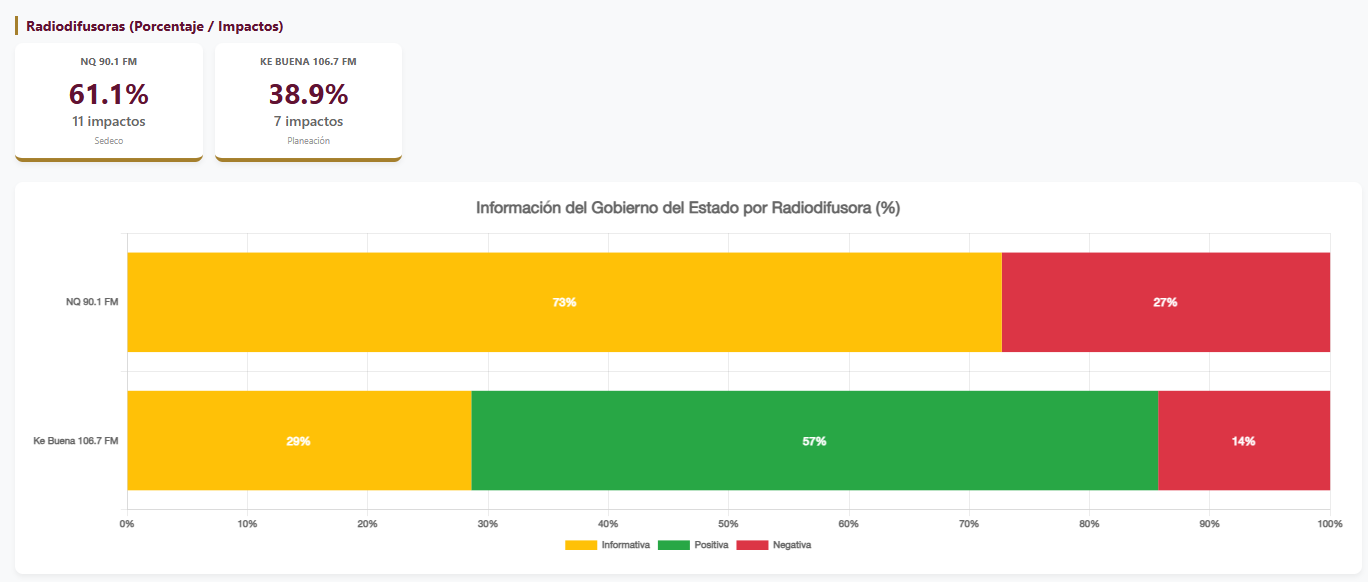 Radiodifusoras (Porcentaje / Impactos)
NQ 90.1 FM
61.1%
11 impactos
Sedeco
KE BUENA 106.7 FM
38.9%
7 impactos
Planeación
Información del Gobierno del Estado por Radiodifusora (%)
NQ 90.1 FM
73%
27%
Ke Buena 106.7 FM
29%
57%
14%
0%
10%
20%
30%
40%
50%
60%
70%
80%
90%
100%
Informativa
Positiva
Negativa